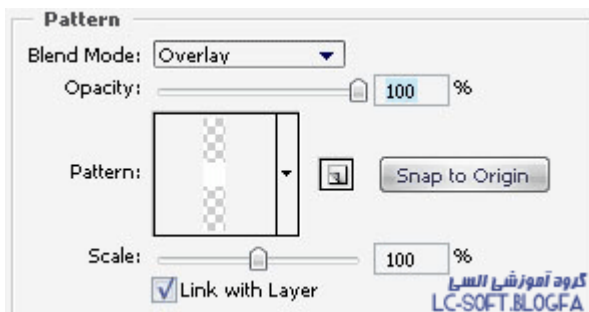 Pattern
Blend Mode: Overlay
Opacity: 100 %
Pattern: Snap to Origin
Scale: 100 %
Link with Layer
گروه آموزشی السی
LC-SOFT.BLOGFA